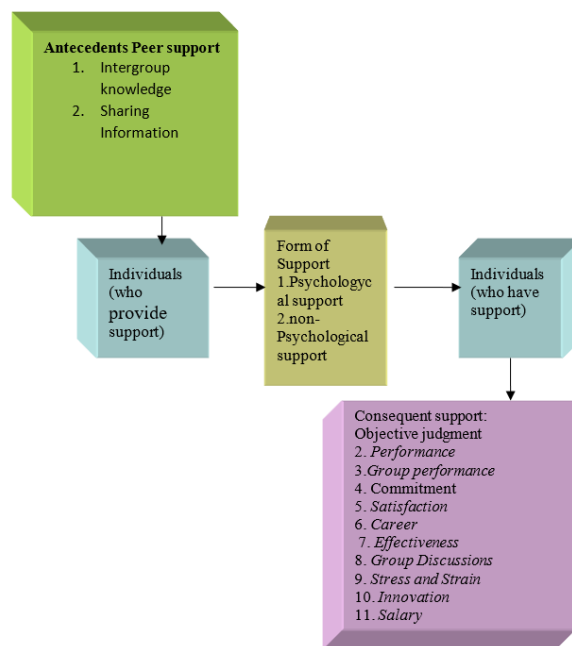 Antecedents Peer support
1. Intergroup
knowledge
2. Sharing
Information
Individuals
(who
provide
support)
Form of
Support
1.Psychologycal support
2.non-
Psychological
support
Individuals
(who have
support)
Consequent support:
Objective judgment
2. Performance
3.Group performance
4. Commitment
5. Satisfaction
6. Career
7. Effectiveness
8. Group Discussions
9. Stress and Strain
10. Innovation
11. Salary